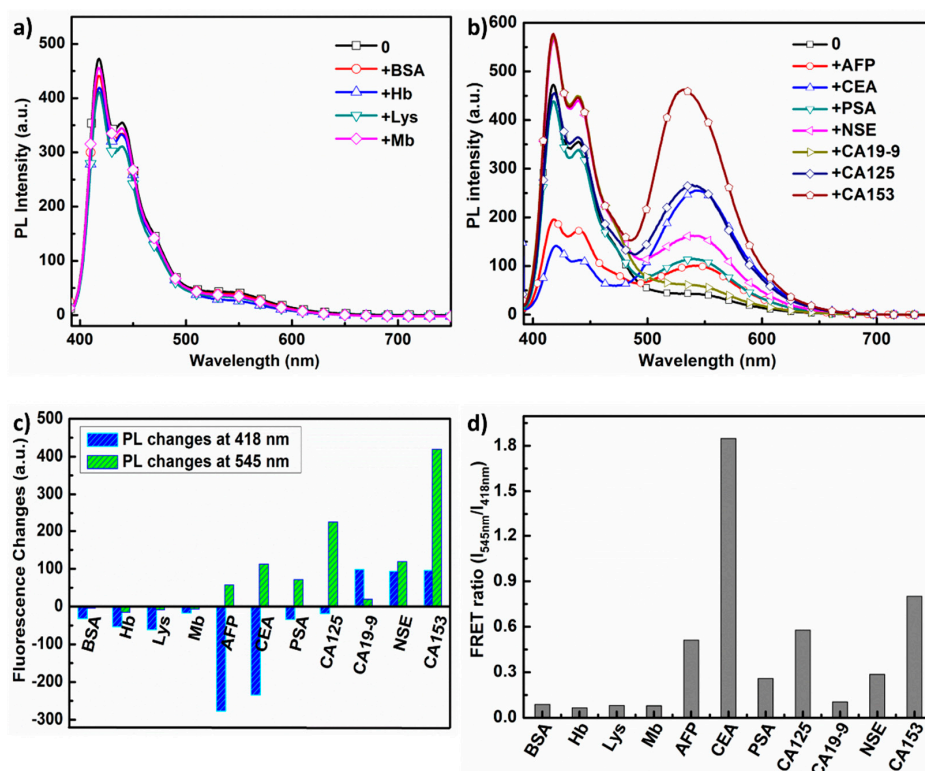 a)
500
400
300
200
100
0
PL Intensity (a.u.)
0
+BSA
+Hb
+Lys
+Mb
400 500 600 700
Wavelength (nm)
b)
600
500
400
300
200
100
0
PL intensity (a.u.)
0
+AFP
+CEA
+PSA
+NSE
+CA19-9
+CA125
+CA153
400 500 600 700
Wavelength (nm)
c)
500
400
300
200
100
0
-100
-200
-300
Fluorescence Changes (a.u.)
PL changes at 418 nm
PL changes at 545 nm
BSA Hb Lys Mb AFP CEA PSA CA125 CA19-9 NSE CA153
d)
1.8
1.5
1.2
0.9
0.6
0.3
0.0
FRET ratio (I545nm/I418nm)
BSA Hb Lys Mb AFP CEA PSA CA125 CA19-9 NSE CA153